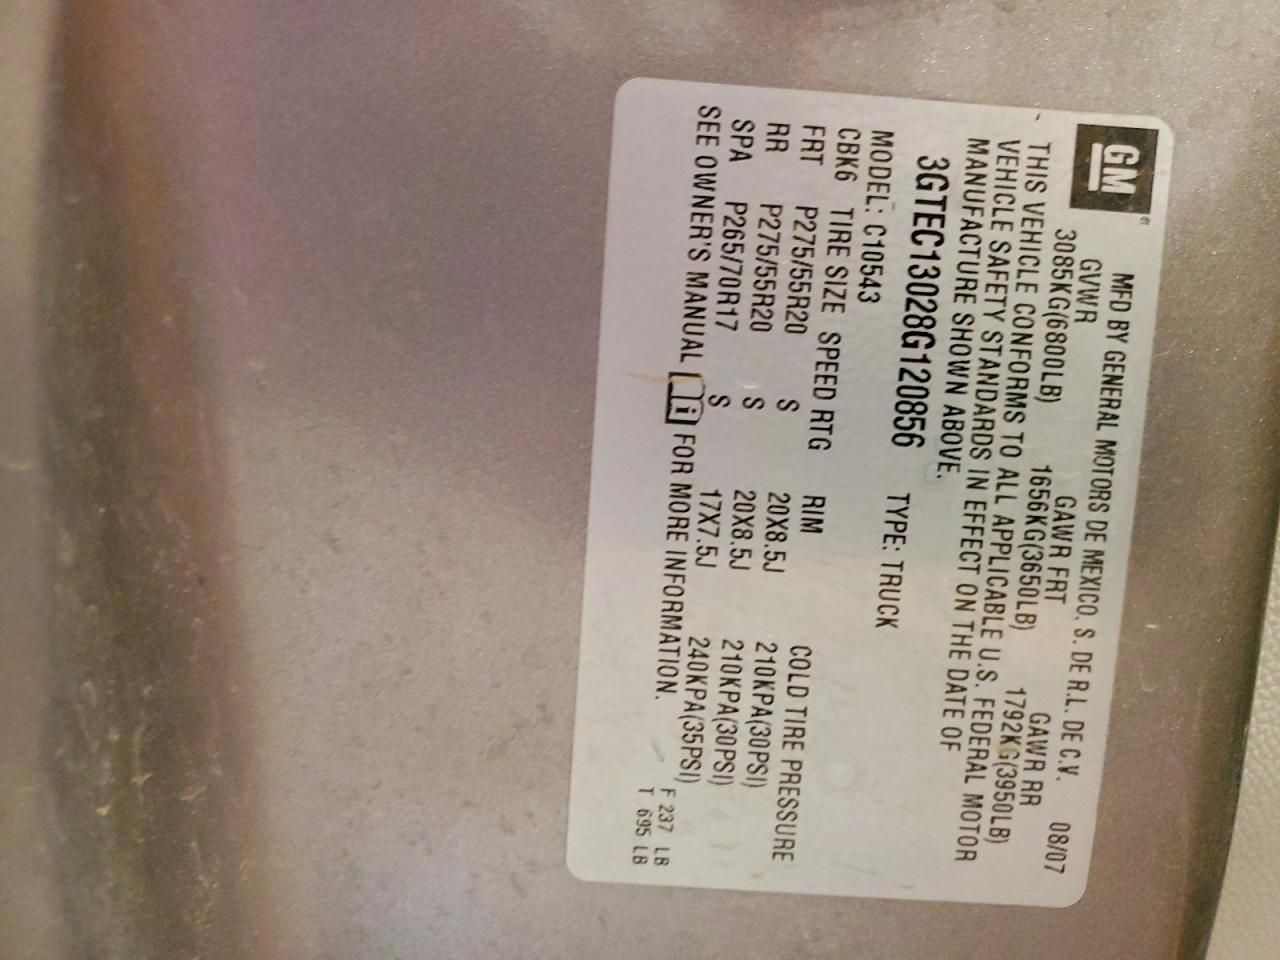 GM
MFD BY GENERAL MOTORS DE MEXICO, S. DE R.L. DE C.V. 08/07
GVWR GAWR FRT GAWR RR
3085KG(6800LB) 1656KG(3650LB) 1792KG(3950LB)
THIS VEHICLE CONFORMS TO ALL APPLICABLE U.S. FEDERAL MOTOR
VEHICLE SAFETY STANDARDS IN EFFECT ON THE DATE OF
MANUFACTURE SHOWN ABOVE.
3GTEC13028G120856 TYPE: TRUCK
MODEL: C10543
CBK6 TIRE SIZE SPEED RTG RIM COLD TIRE PRESSURE
FRT P275/55R20 S 20X8.5J 210KPA(30PSI)
RR P275/55R20 S 20X8.5J 210KPA(30PSI)
SPA P265/70R17 S 17X7.5J 240KPA(35PSI)
SEE OWNER'S MANUAL i FOR MORE INFORMATION.
F 237 LB
T 695 LB